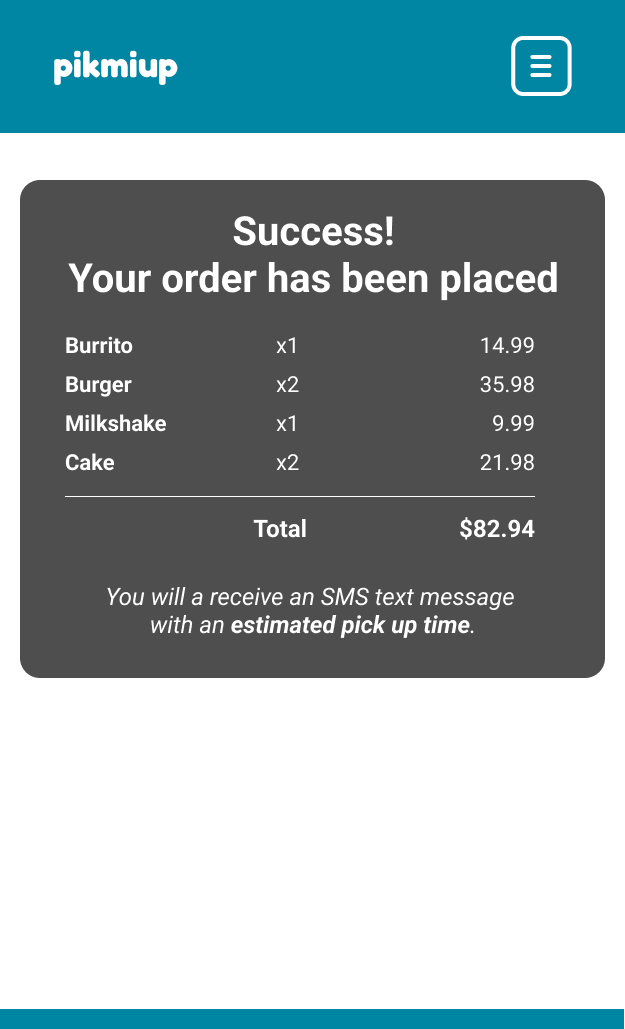 pikmiup
Success!
Your order has been placed
Burrito x1 14.99
Burger x2 35.98
Milkshake x1 9.99
Cake x2 21.98
Total $82.94
You will a receive an SMS text message
with an estimated pick up time.